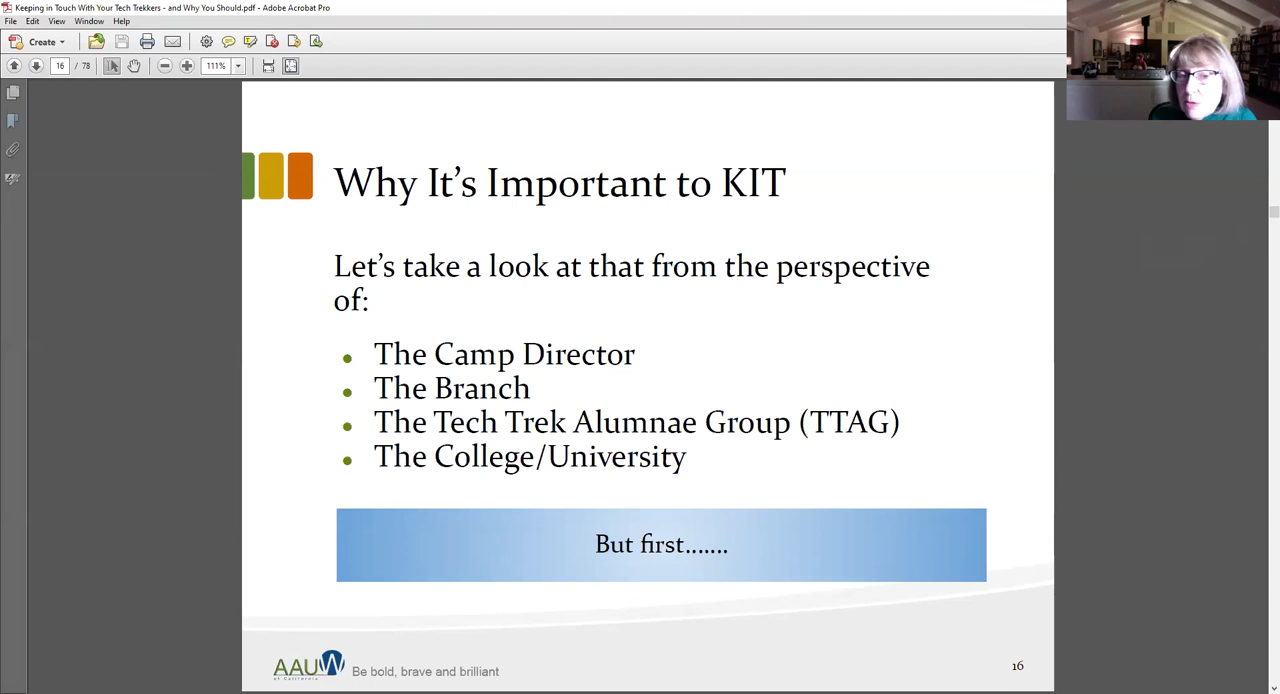 Keeping in Touch With Your Tech Trekkers - and Why You Should.pdf - Adobe Acrobat Pro
File Edit View Window Help
Create
16 / 78 111%
Why It's Important to KIT
Let's take a look at that from the perspective
of:
The Camp Director
The Branch
The Tech Trek Alumnae Group (TTAG)
The College/University
But first.......
AAUW
of California
Be bold, brave and brilliant
16